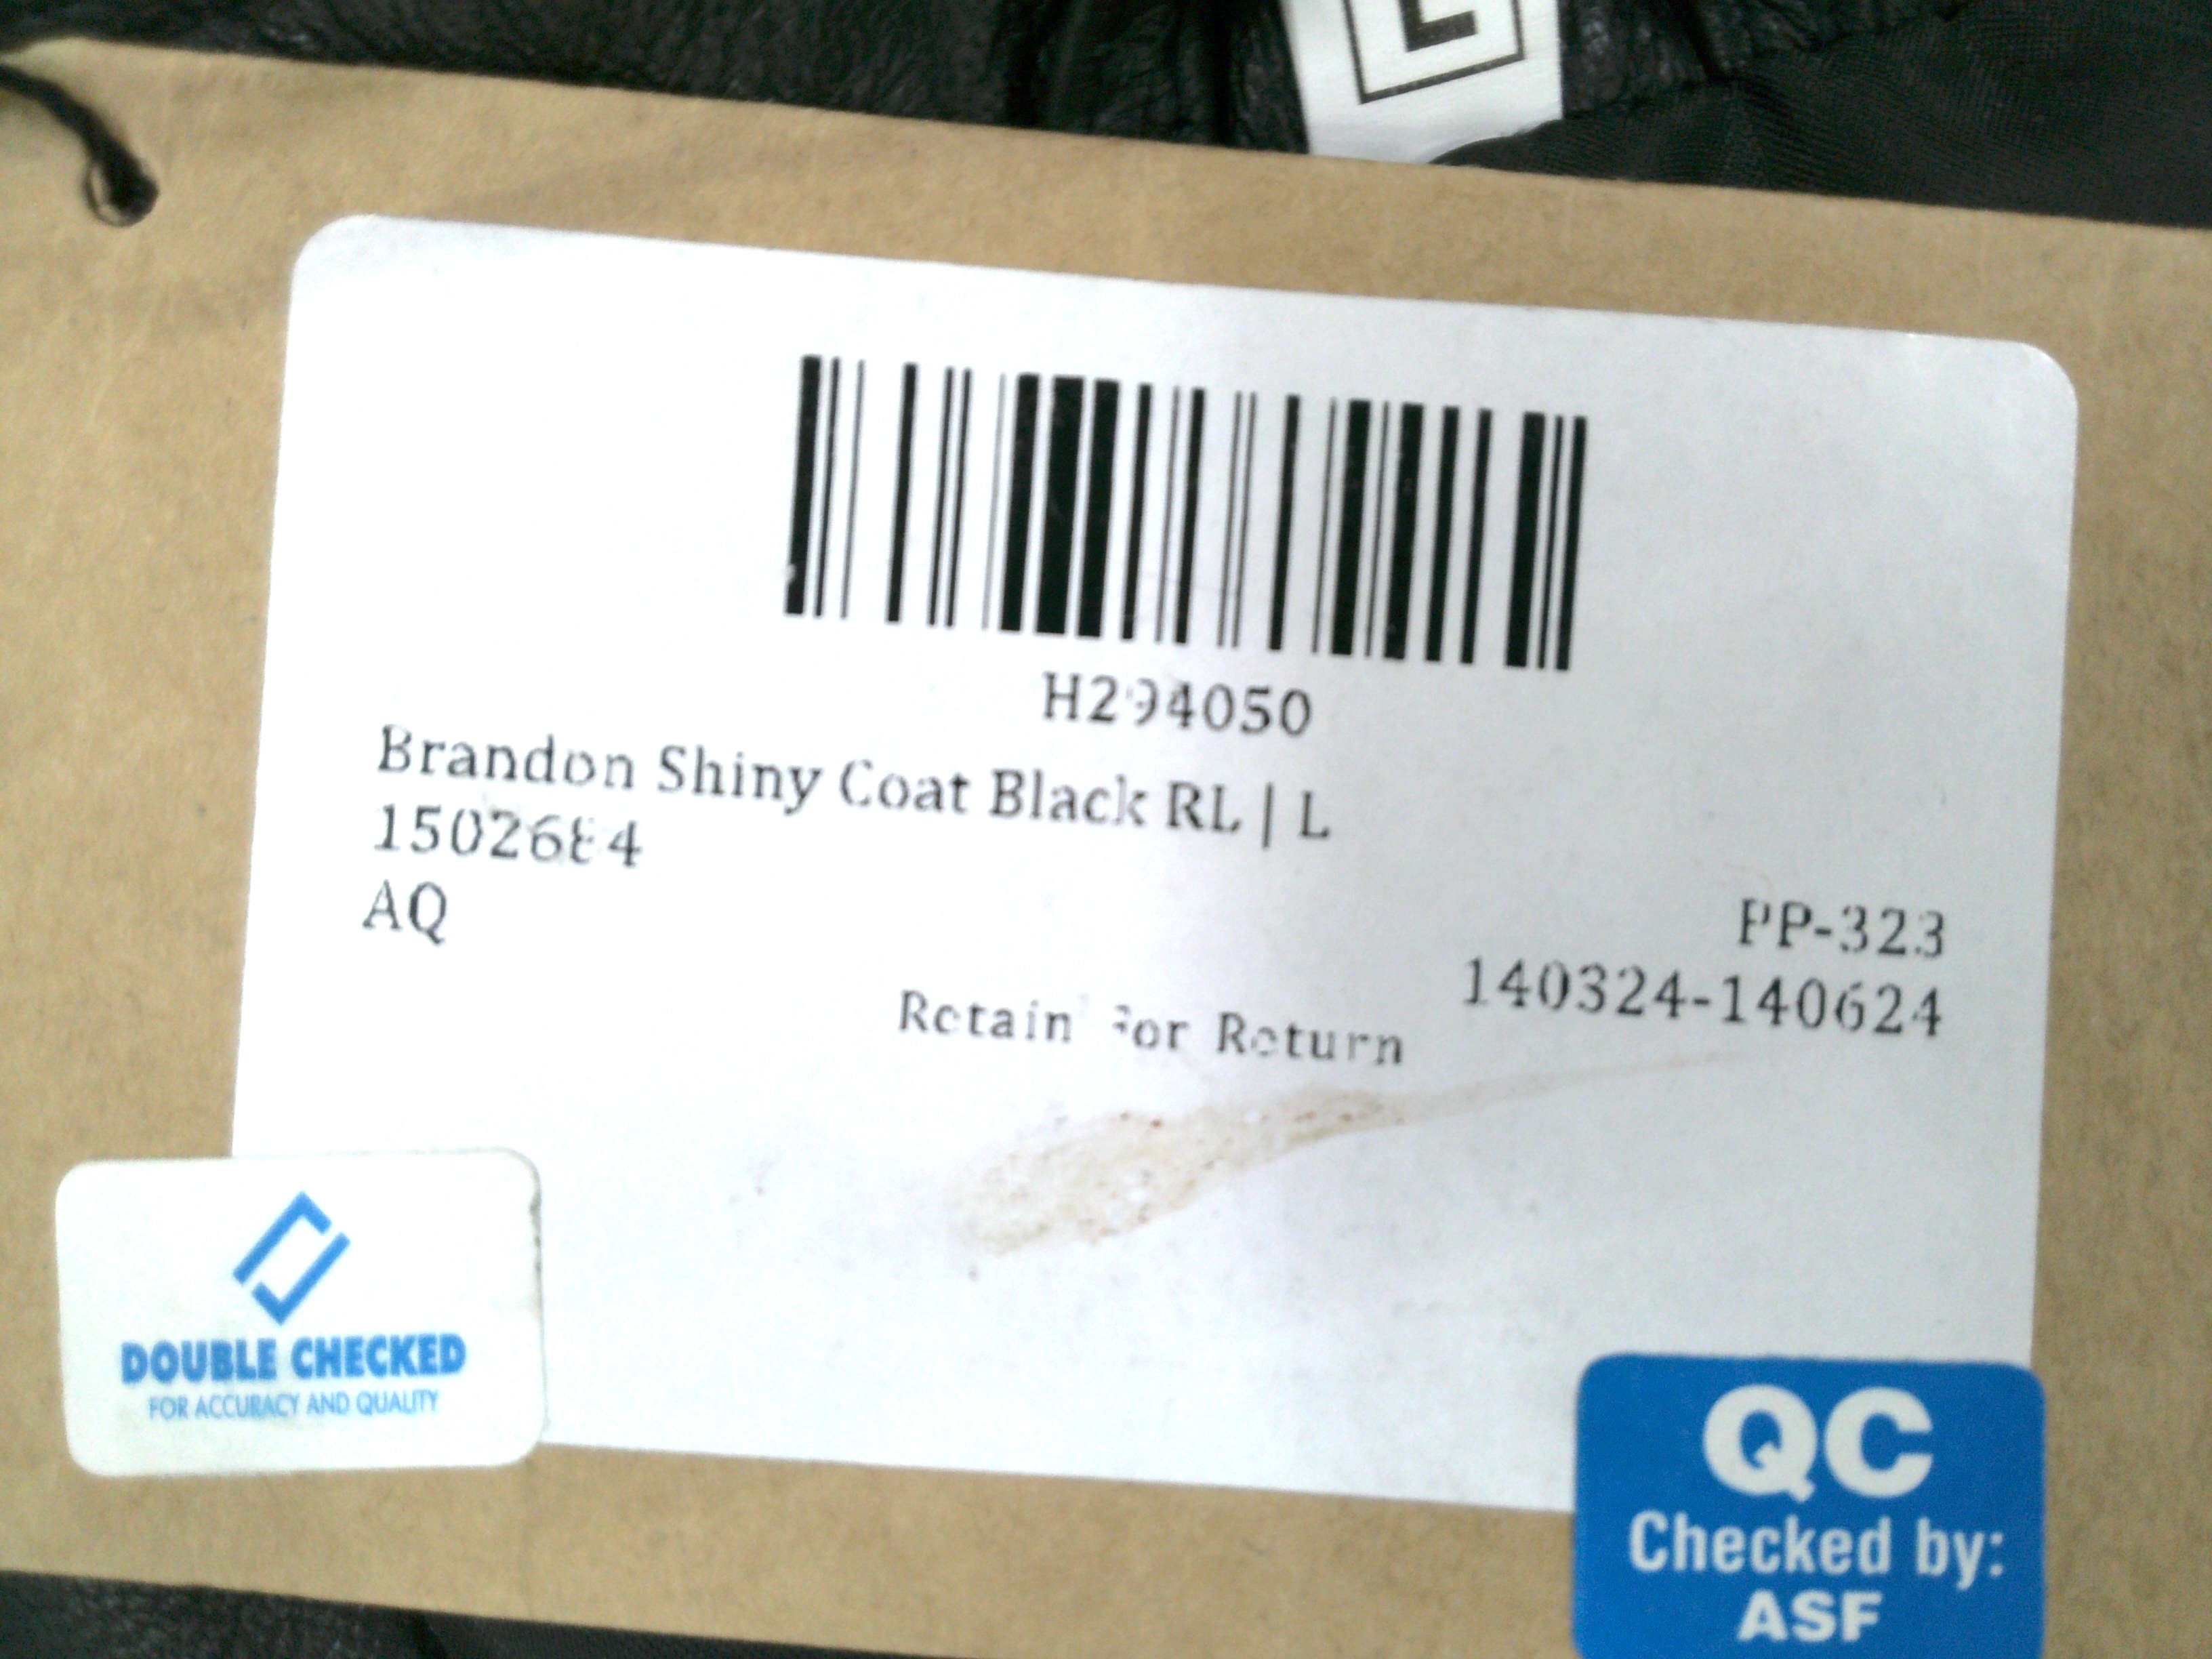 L
H294050
Brandon Shiny Coat Black RL | L
1502684
AQ
PP-323
140324-140624
Retain For Return
DOUBLE CHECKED
FOR ACCURACY AND QUALITY
QC
Checked by:
ASF